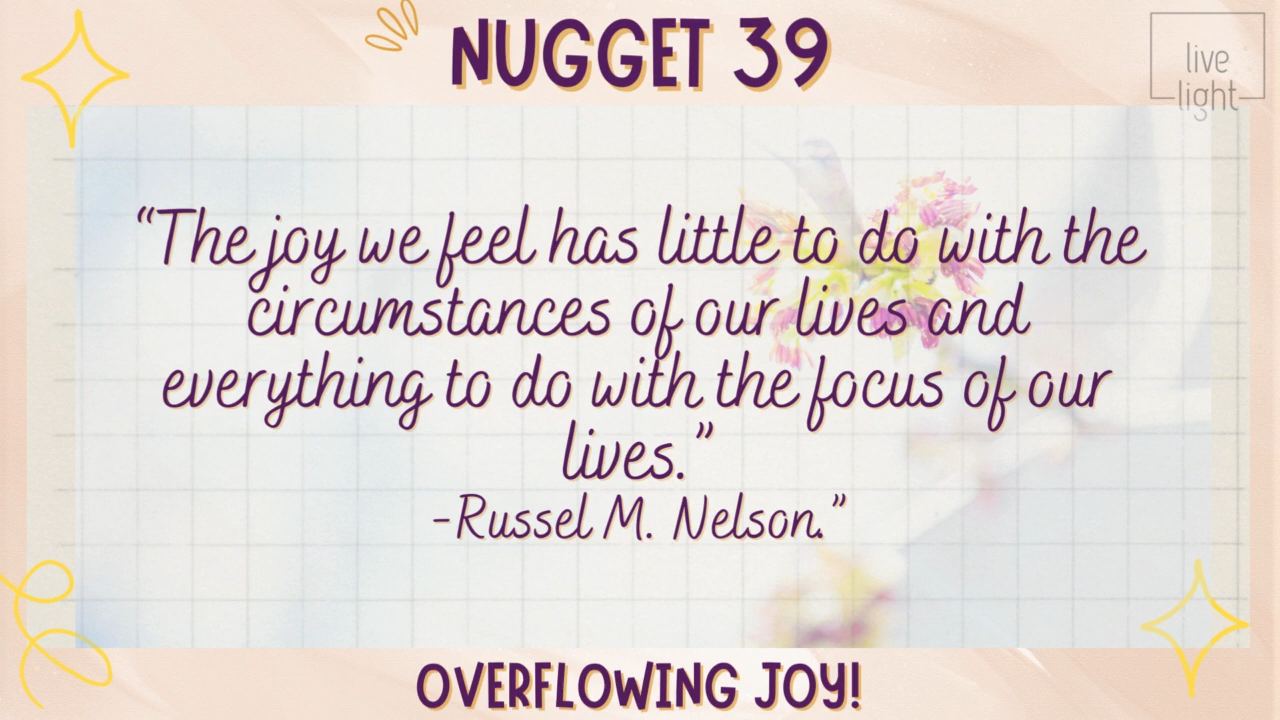 NUGGET 39
live
light
“The joy we feel has little to do with the
circumstances of our lives and
everything to do with the focus of our
lives.”
-Russel M. Nelson.”
OVERFLOWING JOY!